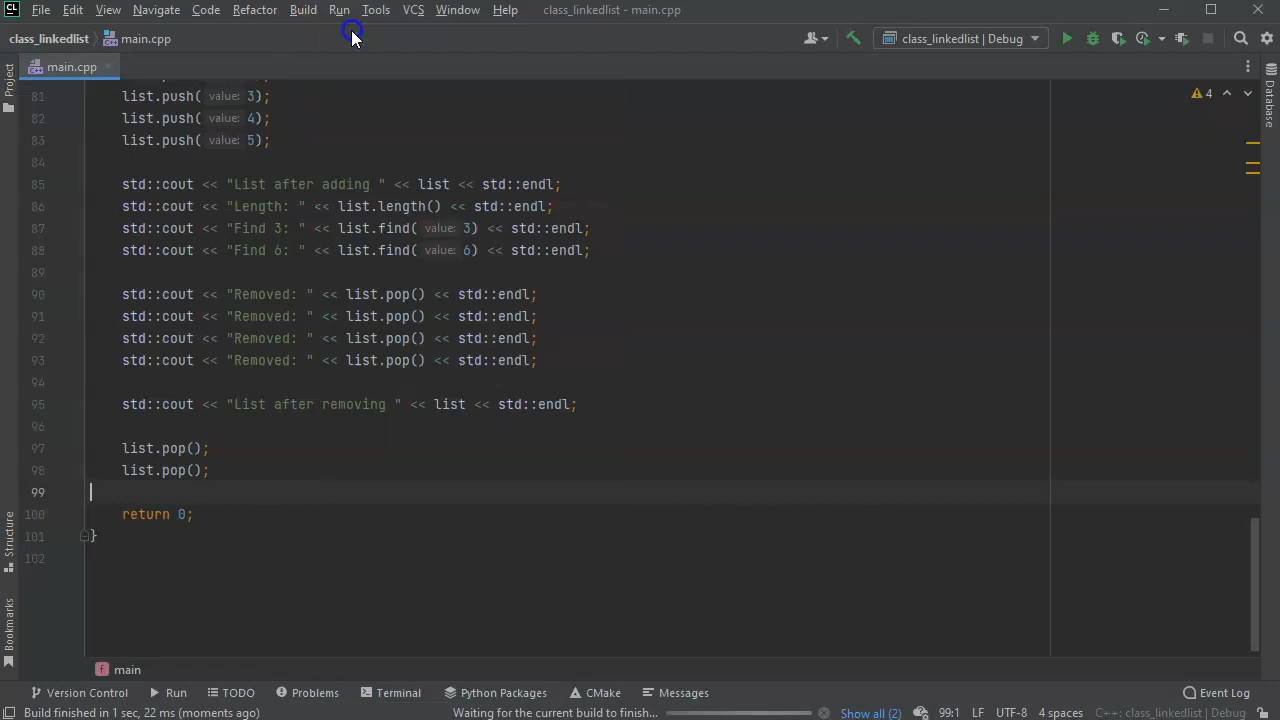 CL File Edit View Navigate Code Refactor Build Run Tools VCS Window Help class_linkedlist - main.cpp
class_linkedlist main.cpp class_linkedlist | Debug
main.cpp
Project
Database
4
81 list.push( value: 3);
82 list.push( value: 4);
83 list.push( value: 5);
84
85 std::cout << "List after adding " << list << std::endl;
86 std::cout << "Length: " << list.length() << std::endl;
87 std::cout << "Find 3: " << list.find( value: 3) << std::endl;
88 std::cout << "Find 6: " << list.find( value: 6) << std::endl;
89
90 std::cout << "Removed: " << list.pop() << std::endl;
91 std::cout << "Removed: " << list.pop() << std::endl;
92 std::cout << "Removed: " << list.pop() << std::endl;
93 std::cout << "Removed: " << list.pop() << std::endl;
94
95 std::cout << "List after removing " << list << std::endl;
96
97 list.pop();
98 list.pop();
99
100 return 0;
101 }
102
Structure
Bookmarks
f main
Version Control Run TODO Problems Terminal Python Packages CMake Messages Event Log
Build finished in 1 sec, 22 ms (moments ago) Waiting for the current build to finish... Show all (2) 99:1 LF UTF-8 4 spaces C++: class_linkedlist | Debug